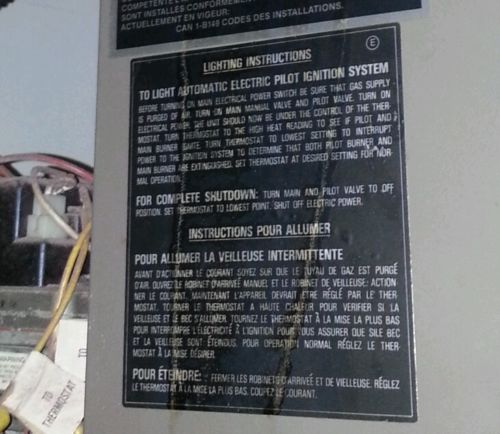 COMPÉTENTE
SONT INSTALLÉS CONFORMÉMENT
ACTUELLEMENT EN VIGEUR:
CAN 1-B149 CODES DES INSTALLATIONS.
E
LIGHTING INSTRUCTIONS
TO LIGHT AUTOMATIC ELECTRIC PILOT IGNITION SYSTEM
BEFORE TURNING ON MAIN ELECTRICAL POWER SWITCH BE SURE THAT GAS SUPPLY
IS PURGED OF AIR. TURN ON MAIN MANUAL VALVE AND PILOT VALVE. TURN ON
ELECTRICAL POWER. THE UNIT SHOULD NOW BE UNDER THE CONTROL OF THE THER-
MOSTAT. TURN THERMOSTAT TO THE HIGH HEAT READING TO SEE IF PILOT AND
MAIN BURNER IGNITE. TURN THERMOSTAT TO LOWEST SETTING TO INTERRUPT
POWER TO THE IGNITION SYSTEM TO DETERMINE THAT BOTH PILOT BURNER AND
MAIN BURNER ARE EXTINGUISHED. SET THERMOSTAT AT DESIRED SETTING FOR NOR-
MAL OPERATION.
FOR COMPLETE SHUTDOWN: TURN MAIN AND PILOT VALVE TO OFF
POSITION. SET THERMOSTAT TO LOWEST POINT. SHUT OFF ELECTRIC POWER.
INSTRUCTIONS POUR ALLUMER
POUR ALLUMER LA VEILLEUSE INTERMITTENTE
AVANT D'ACTIONNER LE COURANT SOYEZ SUR QUE LE TUYAU DE GAZ EST PURGÉ
D'AIR. OUVREZ LE ROBINET D'ARRIVÉE MANUEL ET LE ROBINET DE VEILLEUSE: ACTION-
NER LE COURANT. MAINTENANT L'APPAREIL DEVRAIT ÊTRE RÉGLÉ PAR LE THER-
MOSTAT. TOURNER LE THERMOSTAT A HAUTE CHALEUR POUR VERIFIER SI LA
VEILLEUSE ET LE BEC S'ALLUMER. TOURNEZ LE THERMOSTAT À LA MISE LA PLUS BAS
POUR INTERROMPRE L'ÉLECTRICITÉ À L'IGNITION POUR VOUS ASSURER QUE SILE BEC
ET LA VEILLEUSE SONT ÉTEINGUS. POUR OPERATION NORMAL RÉGLEZ LE THER-
MOSTAT À LA MISE DÉSIRER.
POUR ÉTEINDRE: FERMER LES ROBINETS D'ARRIVÉE ET DE VEILLEUSE. RÉGLEZ
LE THERMOSTAT A LA MISE LA PLUS BAS. COUPEZ LE COURANT.
TO
THERMOSTAT
TO